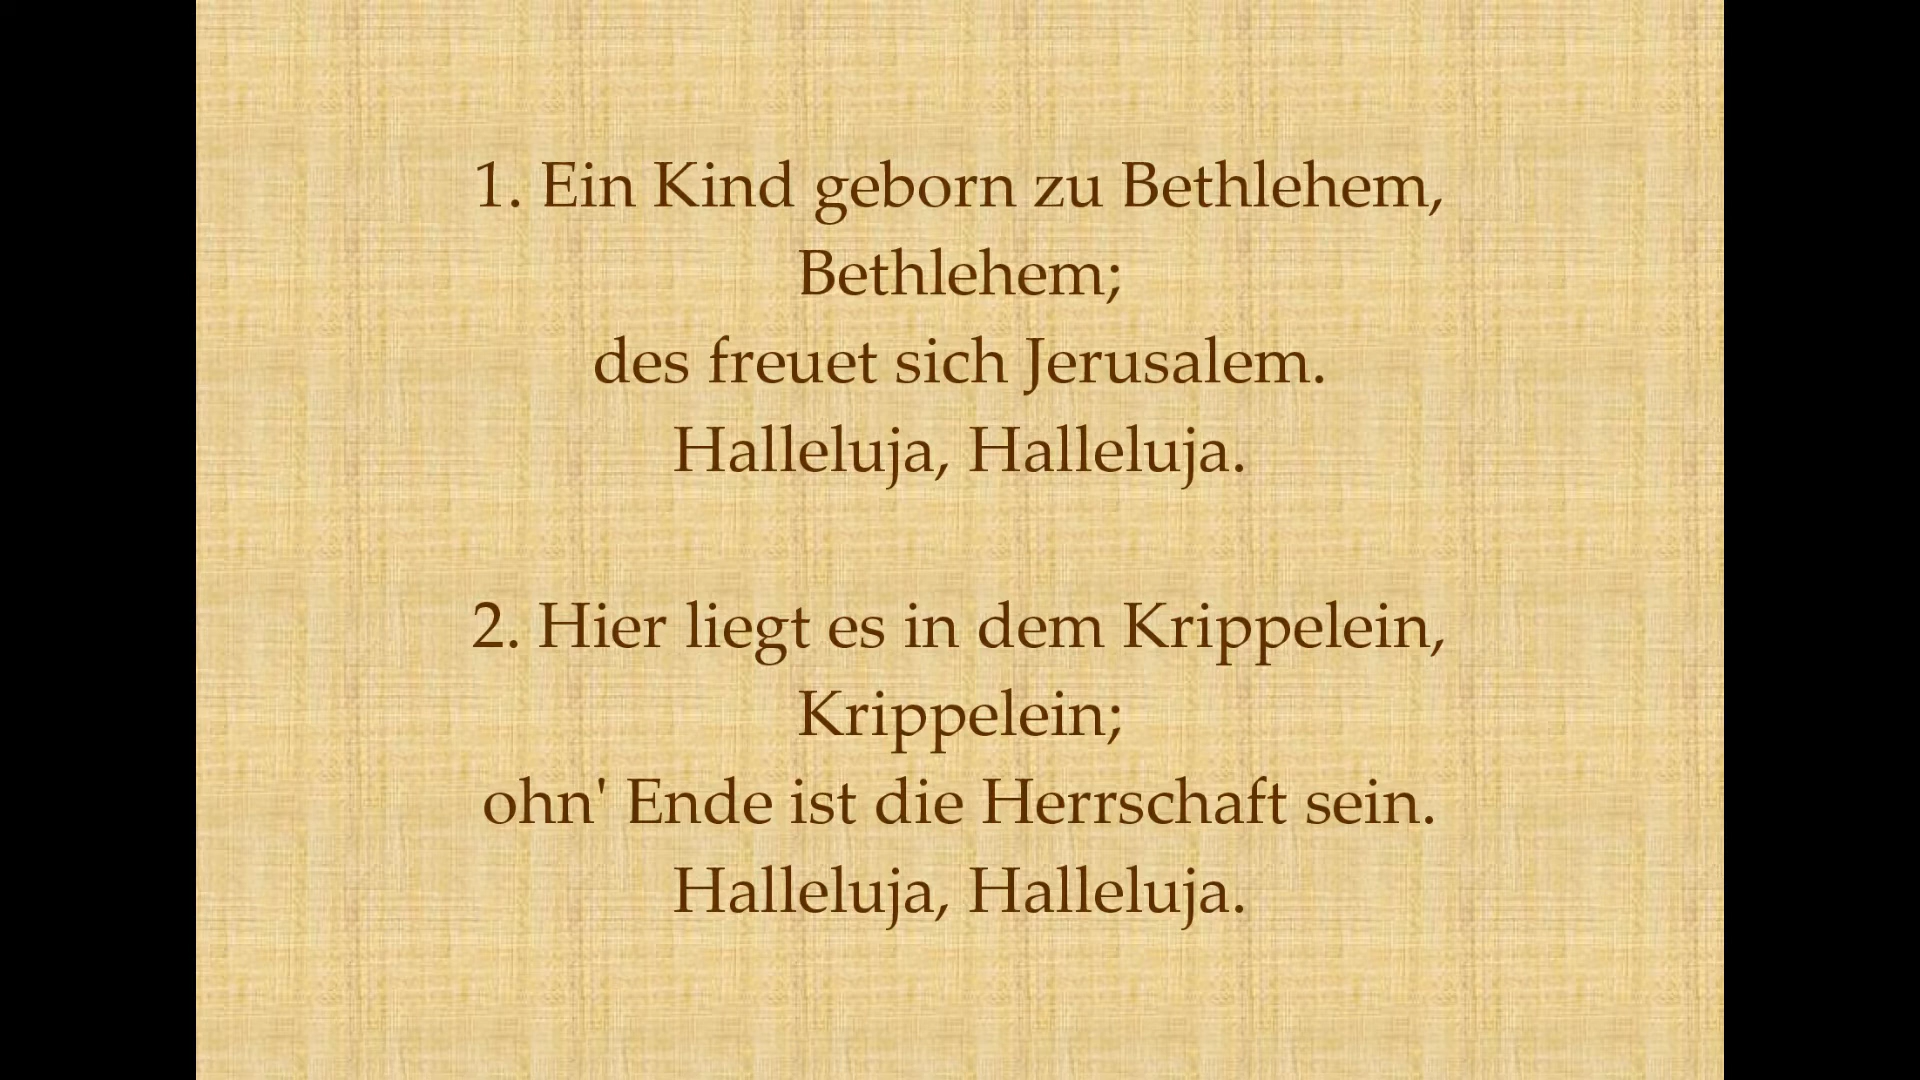 1. Ein Kind geborn zu Bethlehem,
Bethlehem;
des freuet sich Jerusalem.
Halleluja, Halleluja.
2. Hier liegt es in dem Krippelein,
Krippelein;
ohn' Ende ist die Herrschaft sein.
Halleluja, Halleluja.